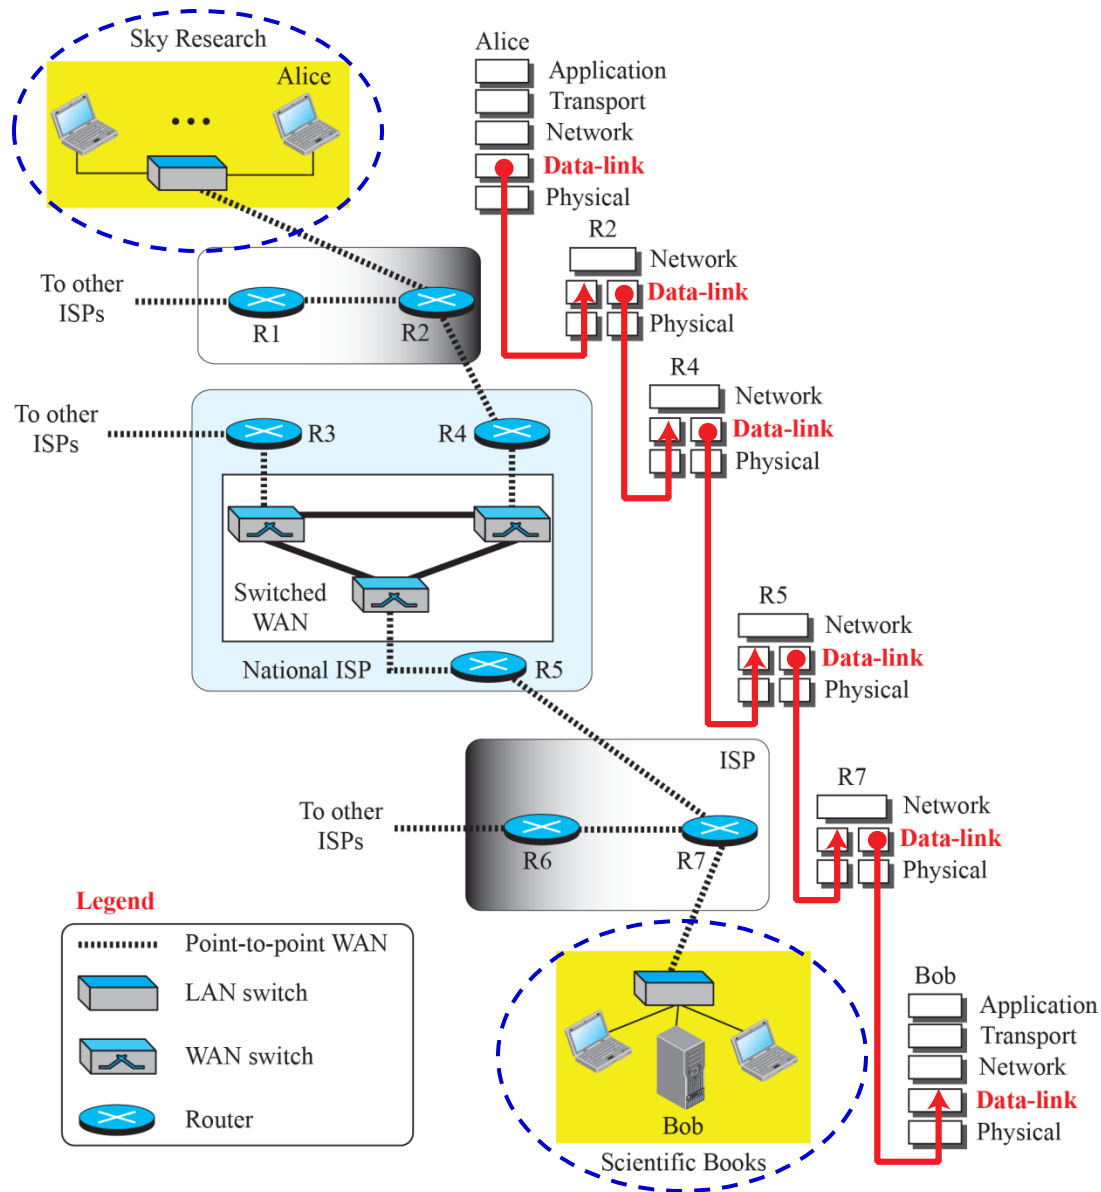 Sky Research
Alice
Alice
Application
Transport
Network
Data-link
Physical
R2
Network
Data-link
Physical
To other
ISPs
R1
R2
R4
Network
Data-link
Physical
To other
ISPs
R3
R4
Switched
WAN
National ISP
R5
R5
Network
Data-link
Physical
ISP
To other
ISPs
R6
R7
R7
Network
Data-link
Physical
Legend
Point-to-point WAN
LAN switch
WAN switch
Router
Bob
Scientific Books
Bob
Application
Transport
Network
Data-link
Physical